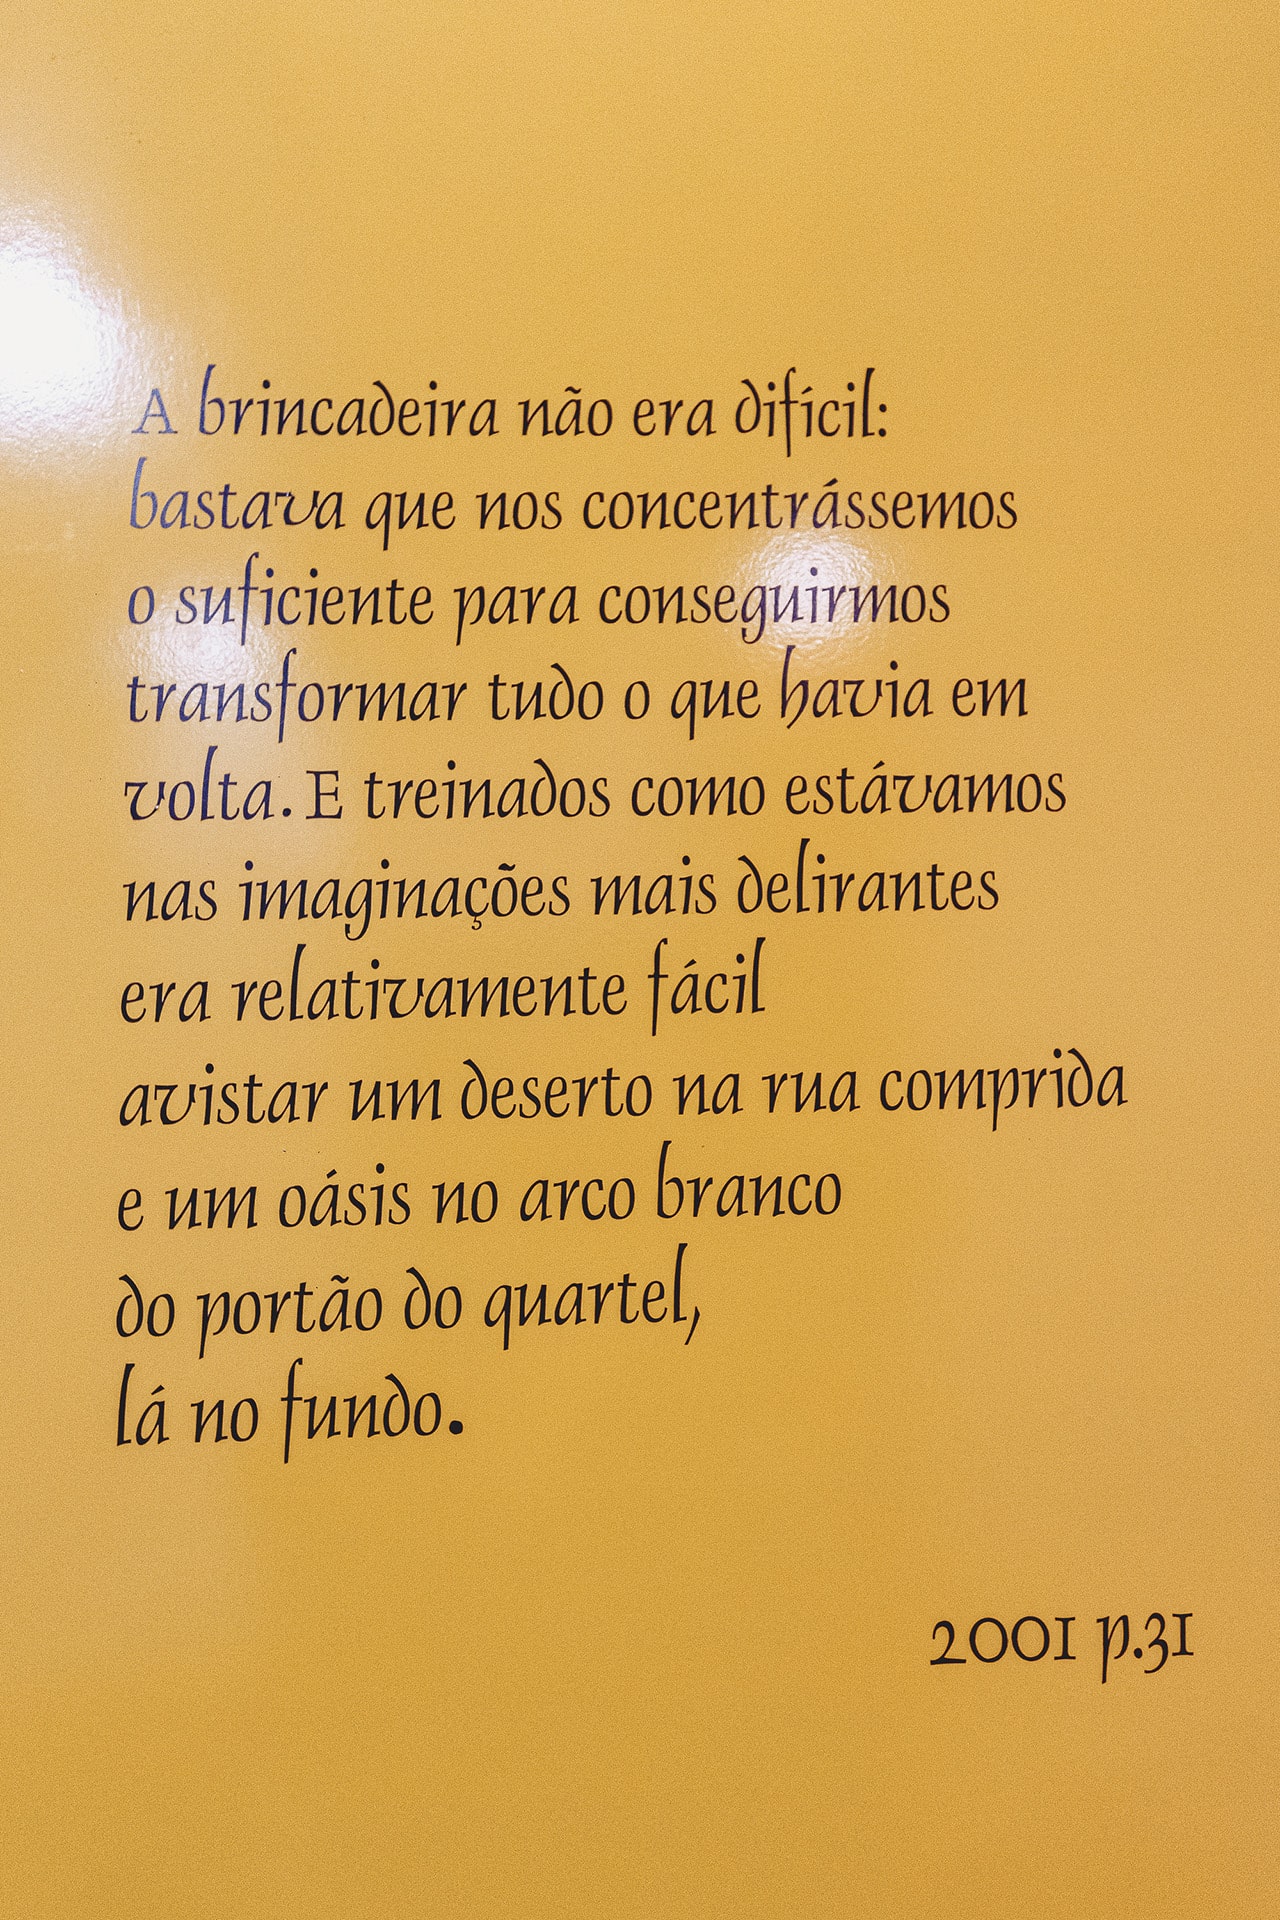 A brincadeira não era difícil:
bastava que nos concentrássemos
o suficiente para conseguirmos
transformar tudo o que havia em
volta. E treinados como estávamos
nas imaginações mais delirantes
era relativamente fácil
avistar um deserto na rua comprida
e um oásis no arco branco
do portão do quartel,
lá no fundo.
2001 p.31